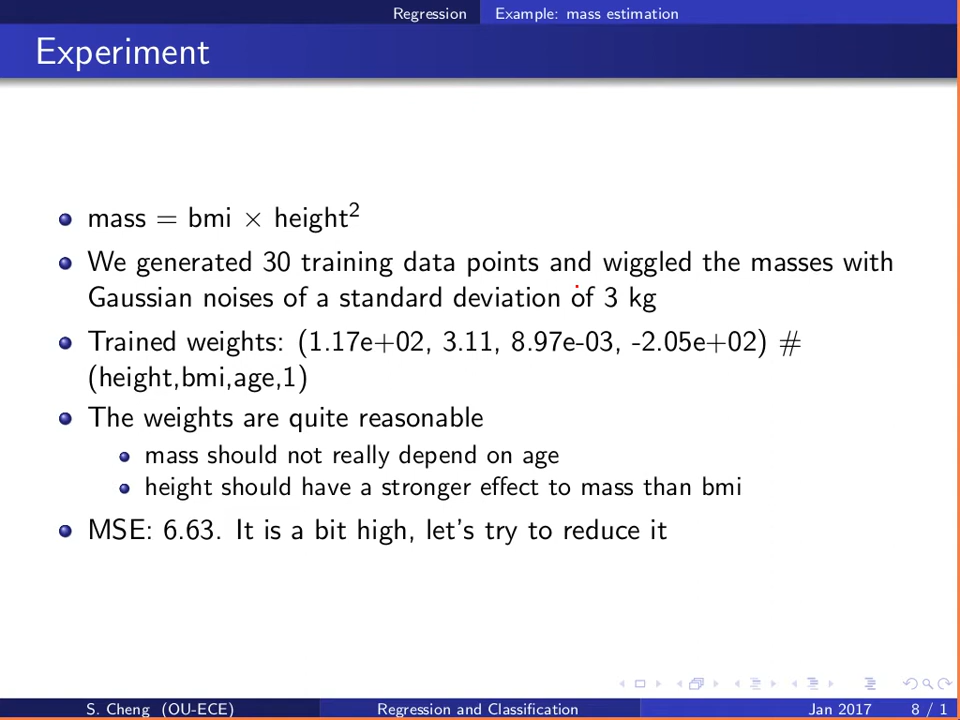 Regression Example: mass estimation
Experiment
mass = bmi × height²
We generated 30 training data points and wiggled the masses with
Gaussian noises of a standard deviation of 3 kg
Trained weights: (1.17e+02, 3.11, 8.97e-03, -2.05e+02) #
(height,bmi,age,1)
The weights are quite reasonable
mass should not really depend on age
height should have a stronger effect to mass than bmi
MSE: 6.63. It is a bit high, let's try to reduce it
S. Cheng (OU-ECE) Regression and Classification Jan 2017 8 / 1